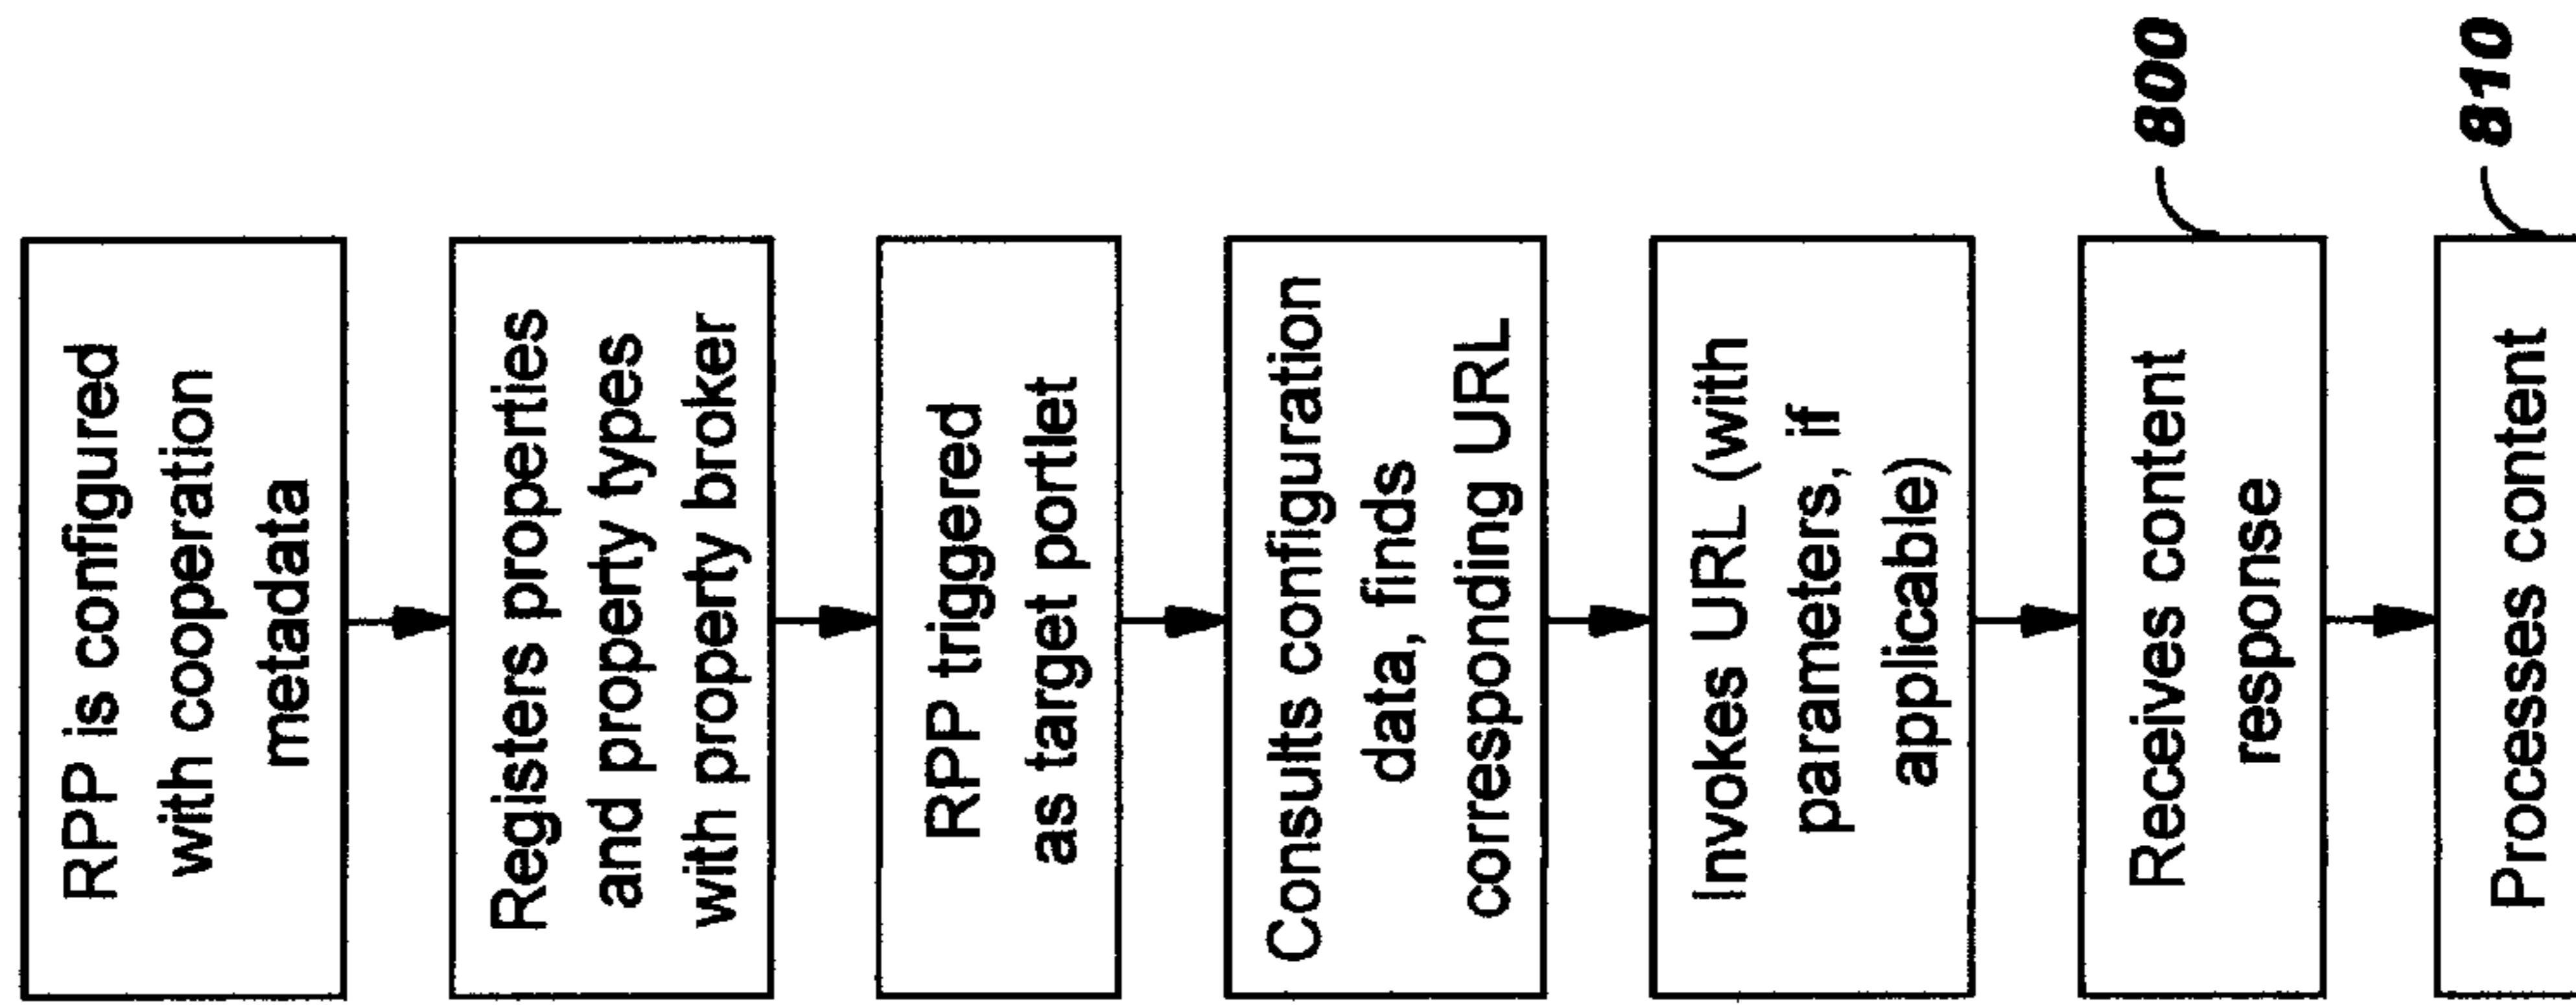 RPP is configured
with cooperation
metadata
Registers properties
and property types
with property broker
RPP triggered
as target portlet
Consults configuration
data, finds
corresponding URL
Invokes URL (with
parameters, if
applicable)
Receives content
response
800
Processes content
810